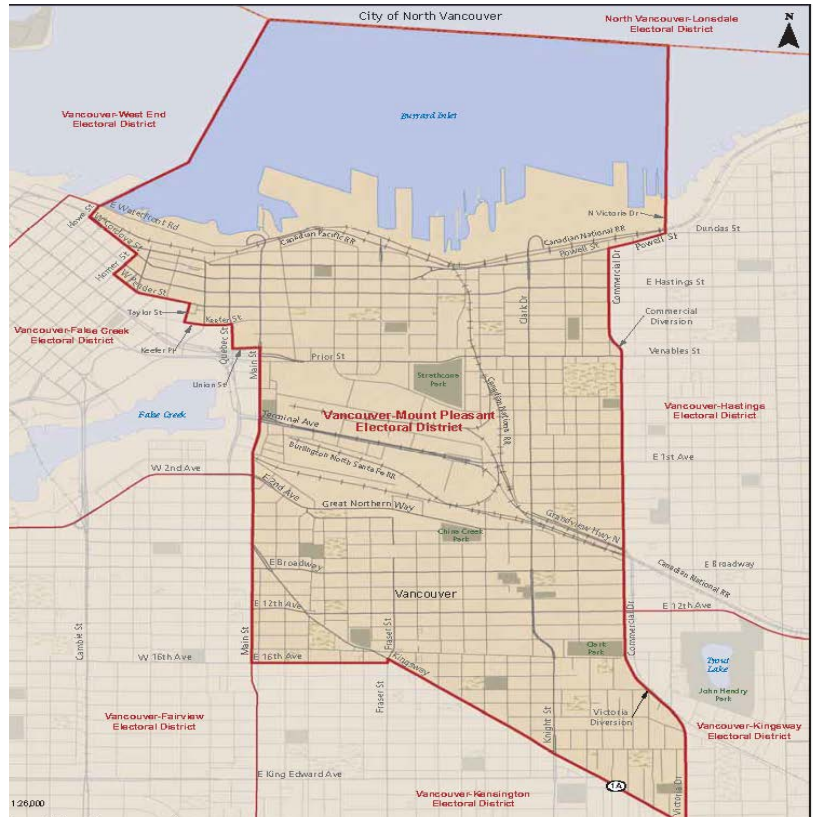 City of North Vancouver
North Vancouver-Lonsdale
Electoral District
N
Vancouver-West End
Electoral District
Burrard Inlet
Howe St
E Waterfront Rd
W Cordova St
Canadian Pacific RR
Canadian National RR
N Victoria Dr
Powell St
Powell St
Dundas St
Homer St
W Pender St
Commercial Dr
E Hastings St
Clark Dr
Taylor St
Keefer St
Commercial
Diversion
Vancouver-False Creek
Electoral District
Keefer Pl
Quebec St
Main St
Prior St
Venables St
Union St
Strathcona
Park
Canadian National RR
False Creek
Terminal Ave
Vancouver-Mount Pleasant
Electoral District
Vancouver-Hastings
Electoral District
Burlington North Santa Fe RR
E 1st Ave
W 2nd Ave
E 2nd Ave
Great Northern Way
Grandview Hwy N
China Creek
Park
E Broadway
E Broadway
Canadian National RR
Vancouver
E 12th Ave
E 12th Ave
Cambie St
Main St
Fraser St
Commercial Dr
W 16th Ave
E 16th Ave
Kingsway
Clark
Park
Trout
Lake
John Hendry
Park
Fraser St
Knight St
Victoria
Diversion
Vancouver-Fairview
Electoral District
Vancouver-Kingsway
Electoral District
E King Edward Ave
1A
Victoria Dr
Vancouver-Kensington
Electoral District
1:26,000